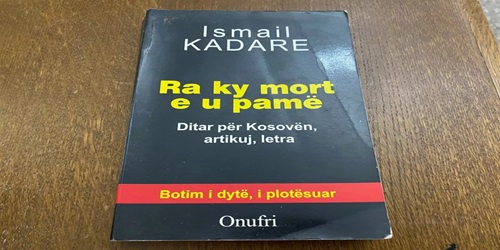 Ismail
KADARE
Ra ky mort
e u pamë
Ditar për Kosovën,
artikuj, letra
Botim i dytë, i plotësuar
Onufri